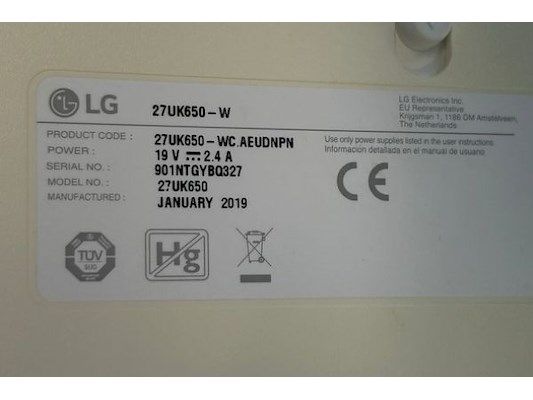 LG
27UK650-W
LG Electronics Inc.
EU Representative
Krijgsman 1, 1186 DM Amstelveen,
The Netherlands
PRODUCT CODE : 27UK650-WC.AEUDNPN
POWER : 19 V 2.4 A
SERIAL NO. : 901NTGYBQ327
MODEL NO. : 27UK650
MANUFACTURED : JANUARY 2019
Use only power supplies listed in the user instructions.
Informacion detallada en el manual de usuario
CE
TÜV
SÜD
Hg